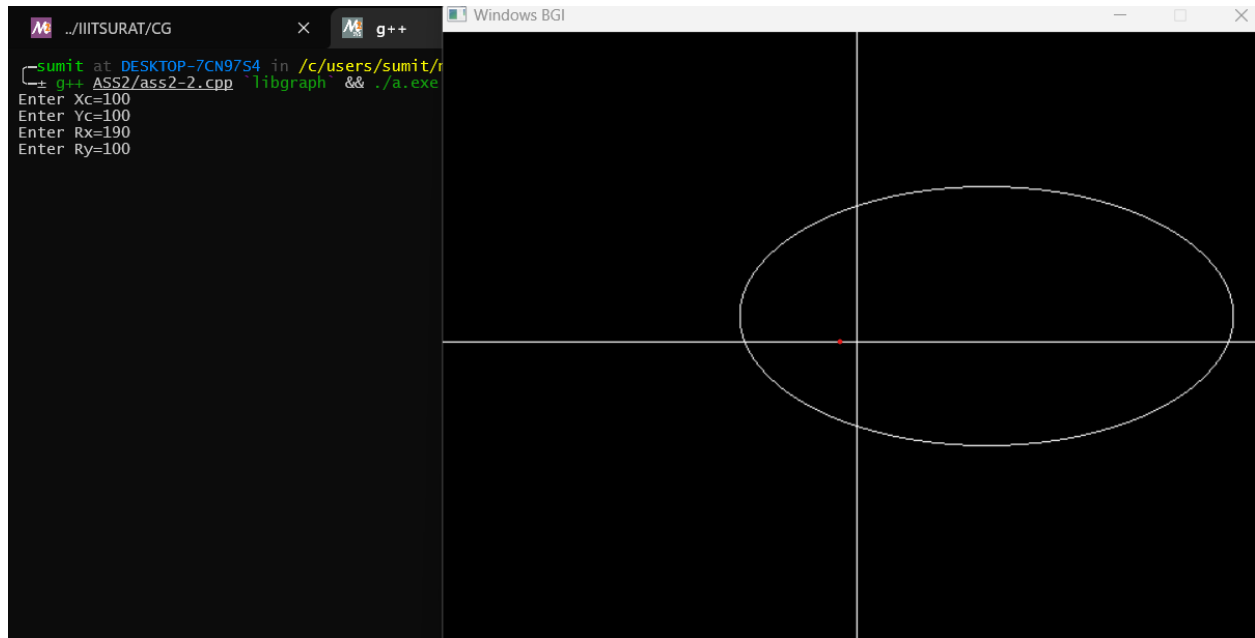 ../IIITSURAT/CG
g++
Windows BGI
sumit at DESKTOP-7CN97S4 in /c/users/sumit/
g++ ASS2/ass2-2.cpp `libgraph` && ./a.exe
Enter Xc=100
Enter Yc=100
Enter Rx=190
Enter Ry=100